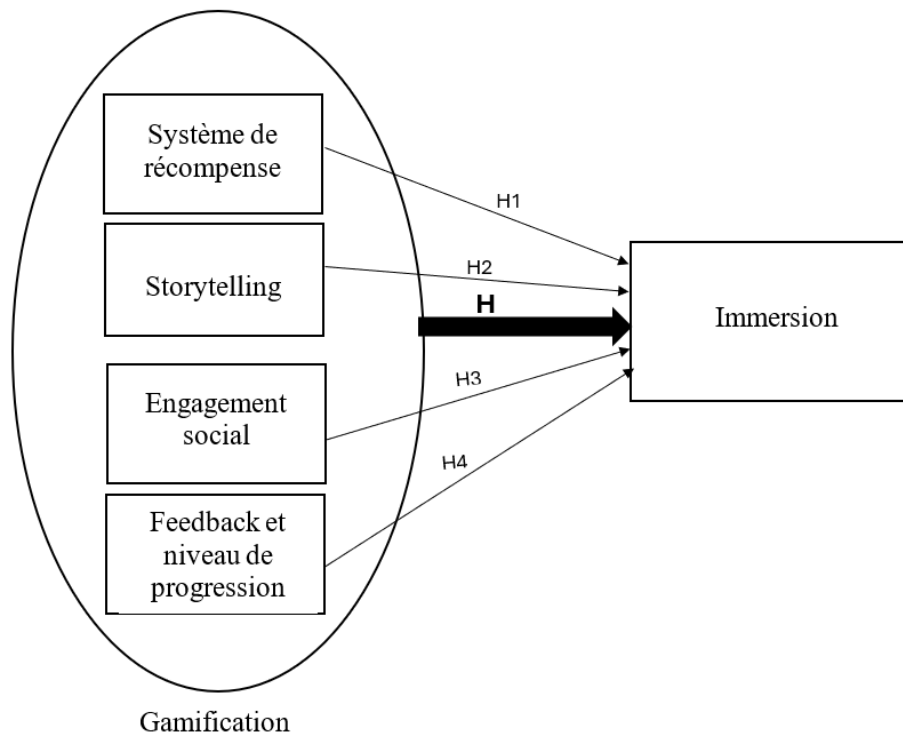 Système de
récompense
H1
Storytelling
H2
H
Immersion
Engagement
social
H3
H4
Feedback et
niveau de
progression
Gamification